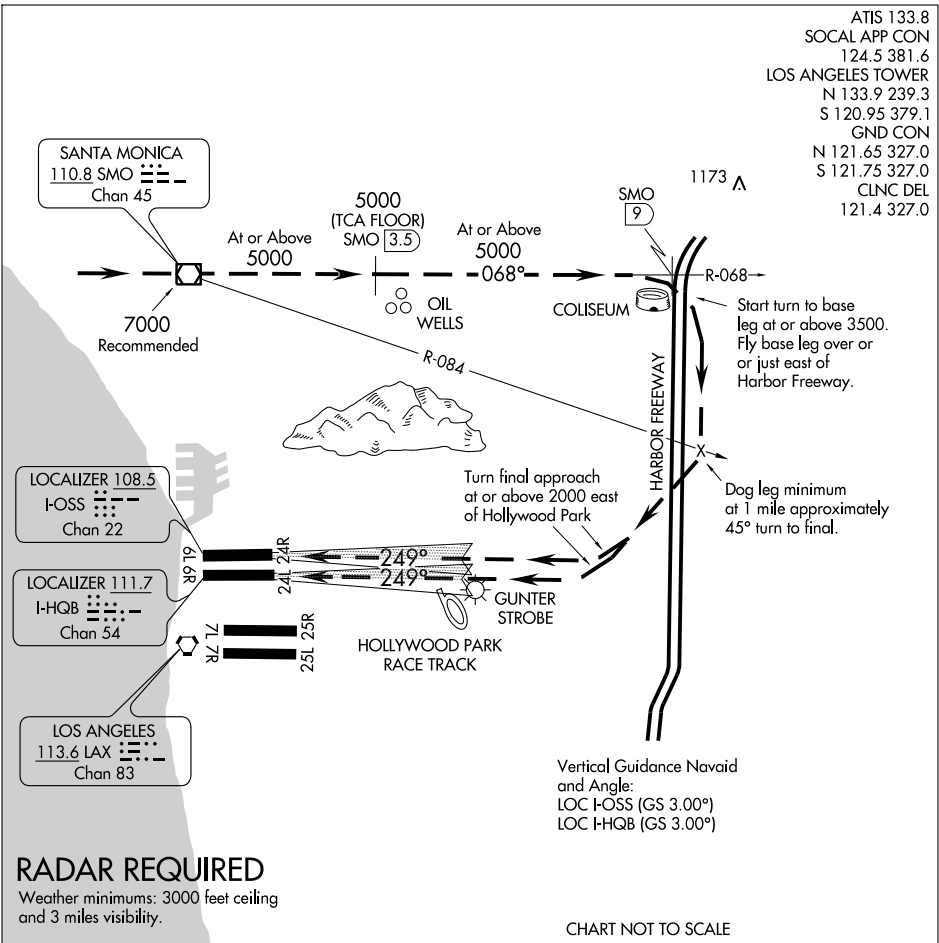 ATIS 133.8
SOCAL APP CON
124.5 381.6
LOS ANGELES TOWER
N 133.9 239.3
S 120.95 379.1
GND CON
N 121.65 327.0
S 121.75 327.0
CLNC DEL
121.4 327.0
SANTA MONICA
110.8 SMO
Chan 45
1173
At or Above
5000
5000
(TCA FLOOR)
SMO 3.5
At or Above
5000
068°
SMO
9
R-068
7000
Recommended
OIL
WELLS
COLISEUM
Start turn to base
leg at or above 3500.
Fly base leg over or
or just east of
Harbor Freeway.
R-084
HARBOR FREEWAY
X
Turn final approach
at or above 2000 east
of Hollywood Park
Dog leg minimum
at 1 mile approximately
45° turn to final.
LOCALIZER 108.5
I-OSS
Chan 22
6L
24R
249°
6R
24L
249°
LOCALIZER 111.7
I-HQB
Chan 54
GUNTER
STROBE
7L
25R
7R
25L
HOLLYWOOD PARK
RACE TRACK
LOS ANGELES
113.6 LAX
Chan 83
Vertical Guidance Navaid
and Angle:
LOC I-OSS (GS 3.00°)
LOC I-HQB (GS 3.00°)
RADAR REQUIRED
Weather minimums: 3000 feet ceiling
and 3 miles visibility.
CHART NOT TO SCALE